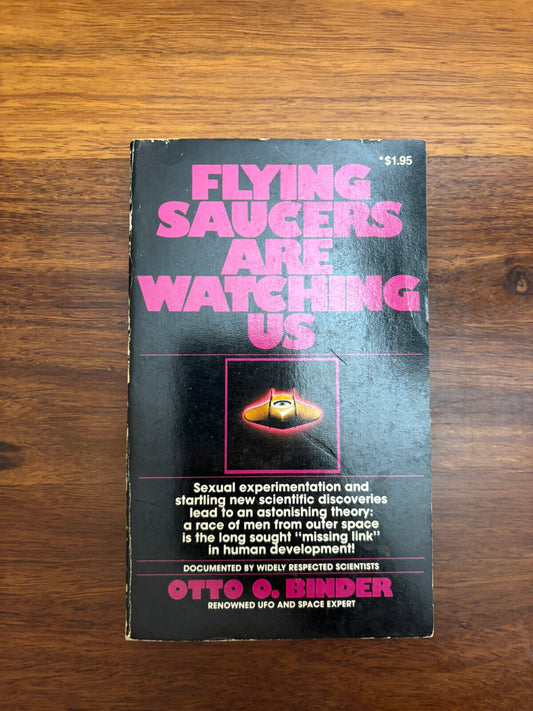 *$1.95
FLYING
SAUCERS
ARE
WATCHING
US
Sexual experimentation and
startling new scientific discoveries
lead to an astonishing theory:
a race of men from outer space
is the long sought "missing link"
in human development!
DOCUMENTED BY WIDELY RESPECTED SCIENTISTS
OTTO O. BINDER
RENOWNED UFO AND SPACE EXPERT